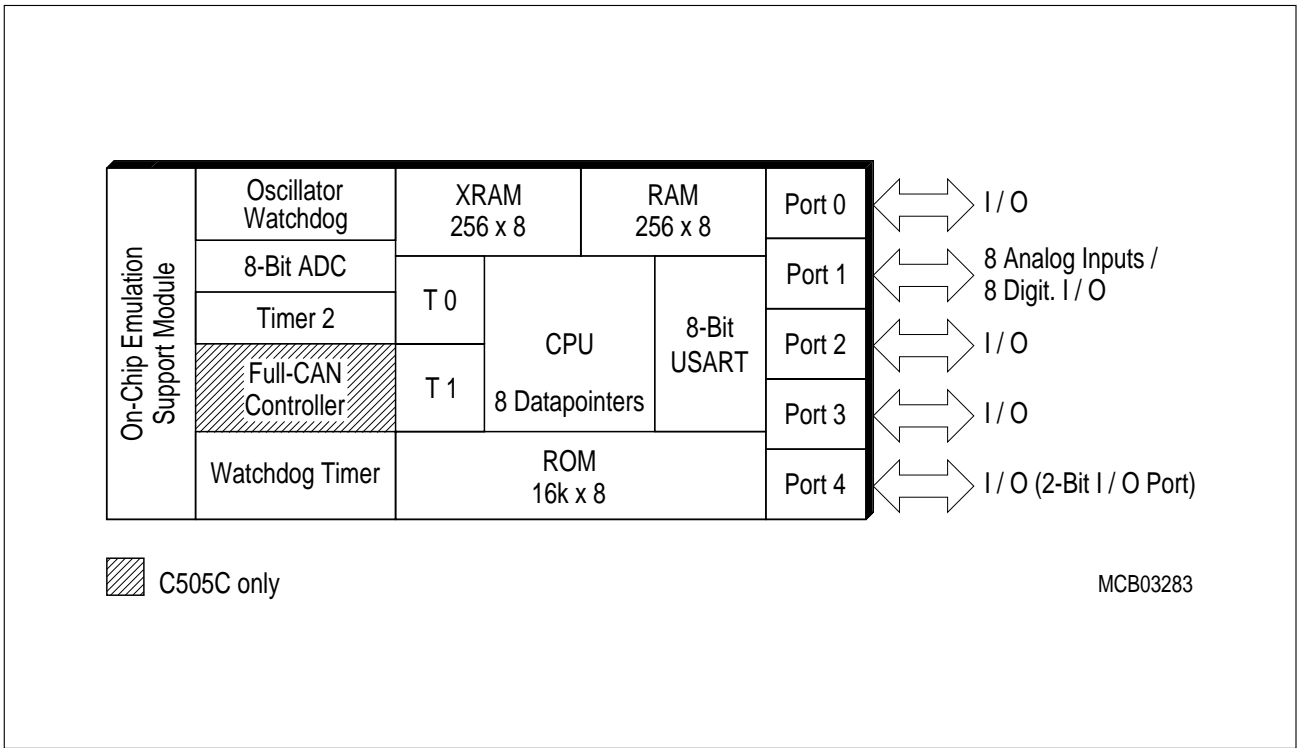 On-Chip Emulation
Support Module
Oscillator
Watchdog
8-Bit ADC
Timer 2
Full-CAN
Controller
Watchdog Timer
XRAM
256 x 8
RAM
256 x 8
T 0
T 1
CPU
8 Datapointers
8-Bit
USART
ROM
16k x 8
Port 0
I / O
Port 1
8 Analog Inputs /
8 Digit. I / O
Port 2
I / O
Port 3
I / O
Port 4
I / O (2-Bit I / O Port)
C505C only
MCB03283